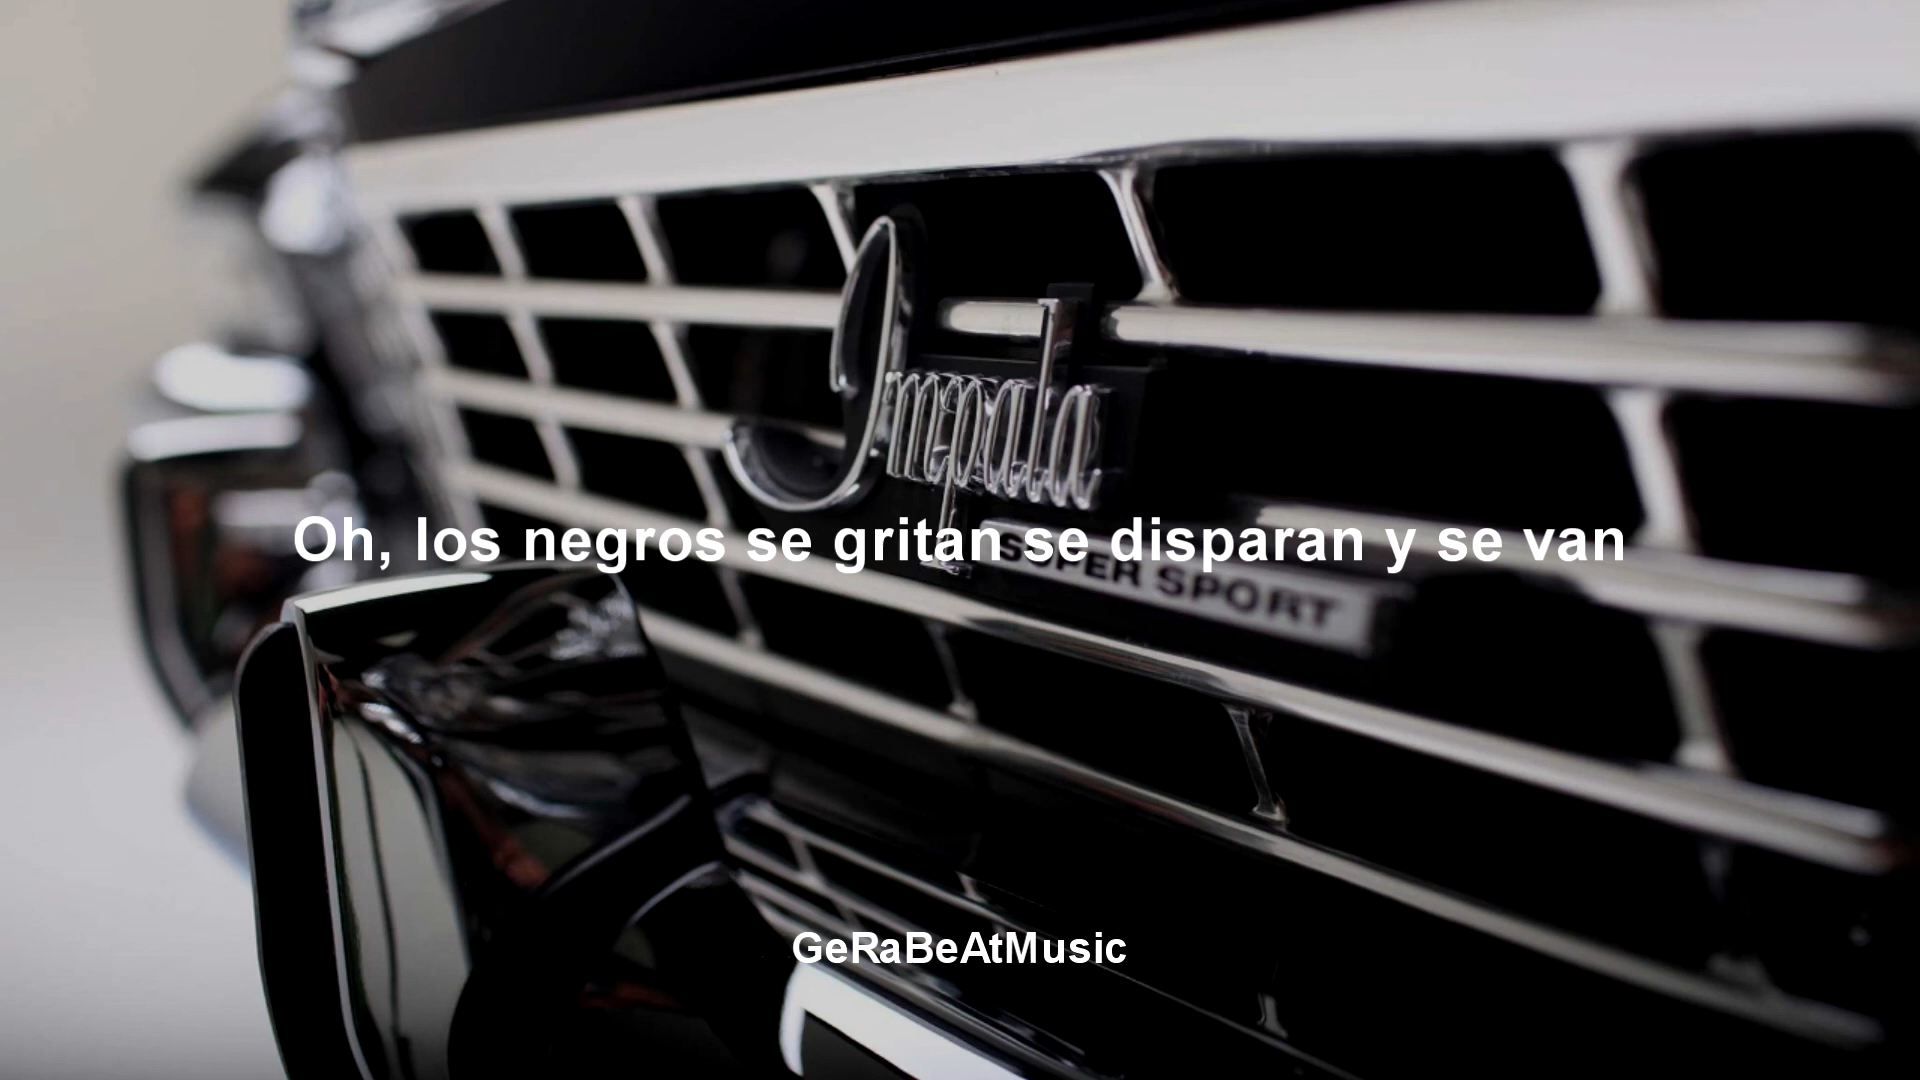 Impala
Oh, los negros se gritan se disparan y se van
SUPER SPORT
GeRaBeAtMusic